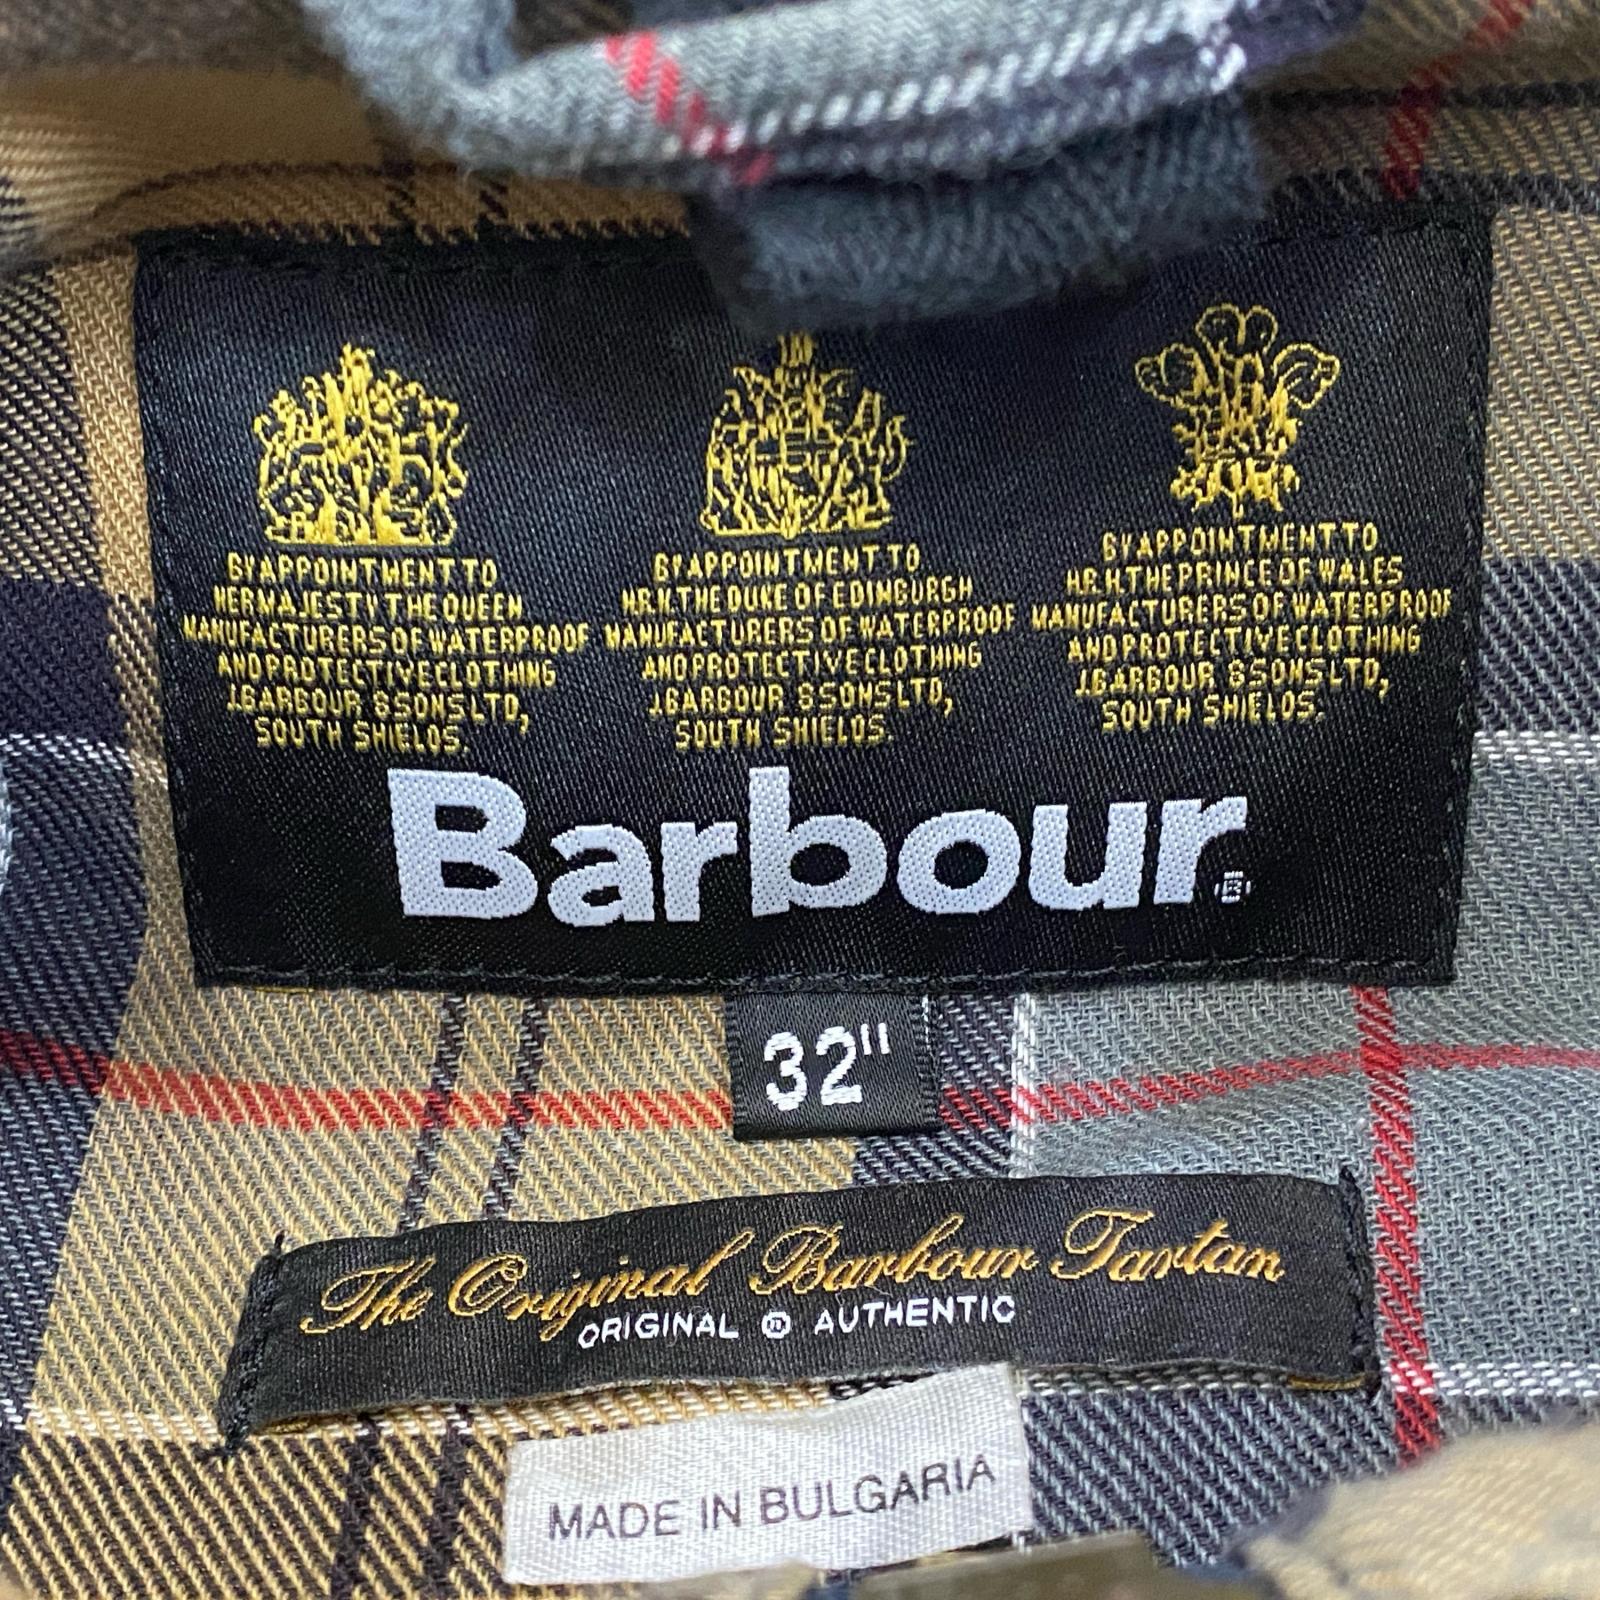 BY APPOINTMENT TO
HER MAJESTY THE QUEEN
MANUFACTURERS OF WATERPROOF
AND PROTECTIVE CLOTHING
J.BARBOUR & SONS LTD,
SOUTH SHIELDS.
BY APPOINTMENT TO
H.R.H. THE DUKE OF EDINBURGH
MANUFACTURERS OF WATERPROOF
AND PROTECTIVE CLOTHING
J.BARBOUR & SONS LTD,
SOUTH SHIELDS.
BY APPOINTMENT TO
H.R.H. THE PRINCE OF WALES
MANUFACTURERS OF WATERPROOF
AND PROTECTIVE CLOTHING
J.BARBOUR & SONS LTD,
SOUTH SHIELDS.
Barbour®
32"
The Original Barbour Tartan
ORIGINAL ® AUTHENTIC
MADE IN BULGARIA